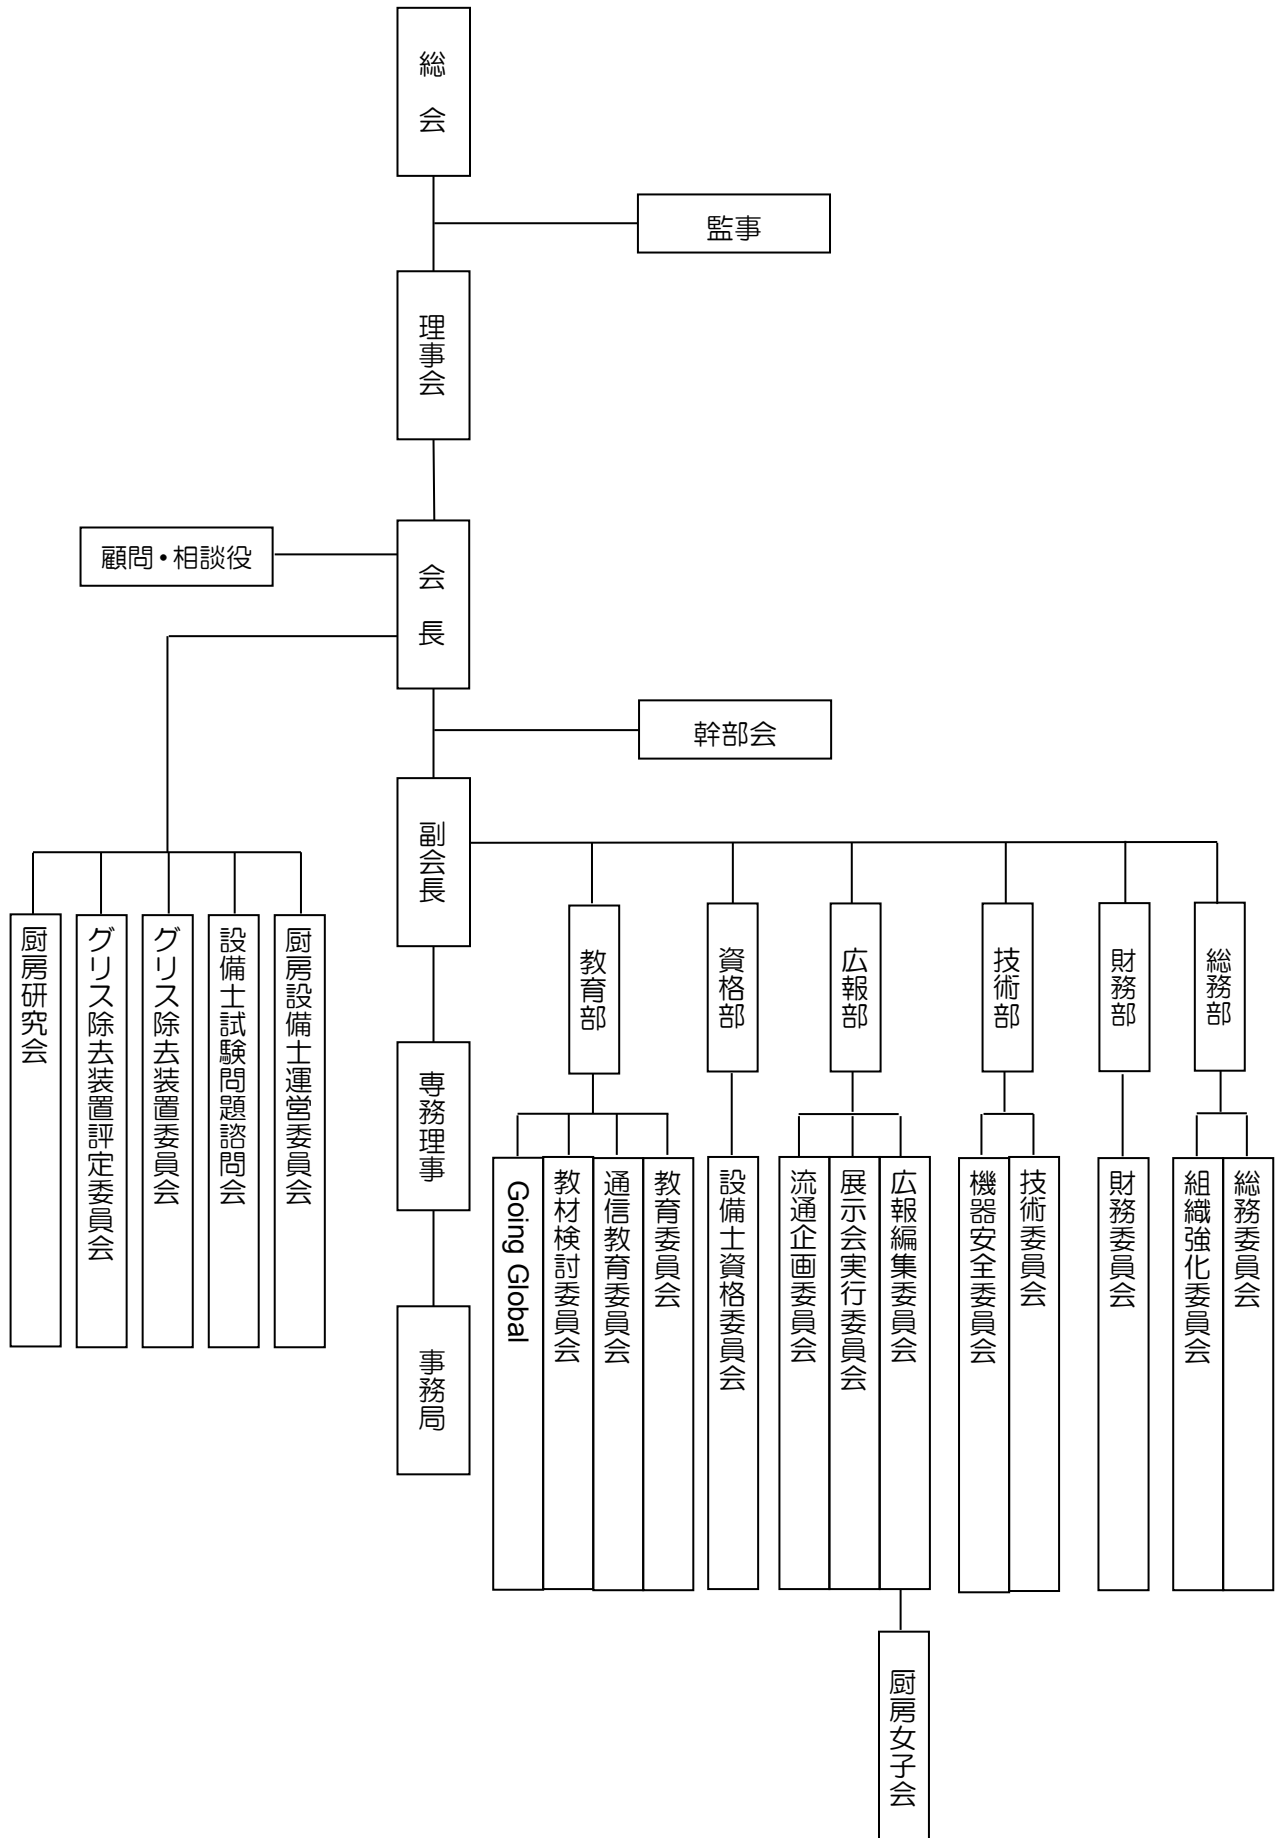 総会
監事
理事会
顧問・相談役
会長
幹部会
副会長
専務理事
事務局
厨房研究会
グリス除去装置評定委員会
グリス除去装置委員会
設備士試験問題諮問会
厨房設備士運営委員会
教育部
資格部
広報部
技術部
財務部
総務部
Going Global
教材検討委員会
通信教育委員会
教育委員会
設備士資格委員会
流通企画委員会
展示会実行委員会
広報編集委員会
機器安全委員会
技術委員会
財務委員会
組織強化委員会
総務委員会
厨房女子会